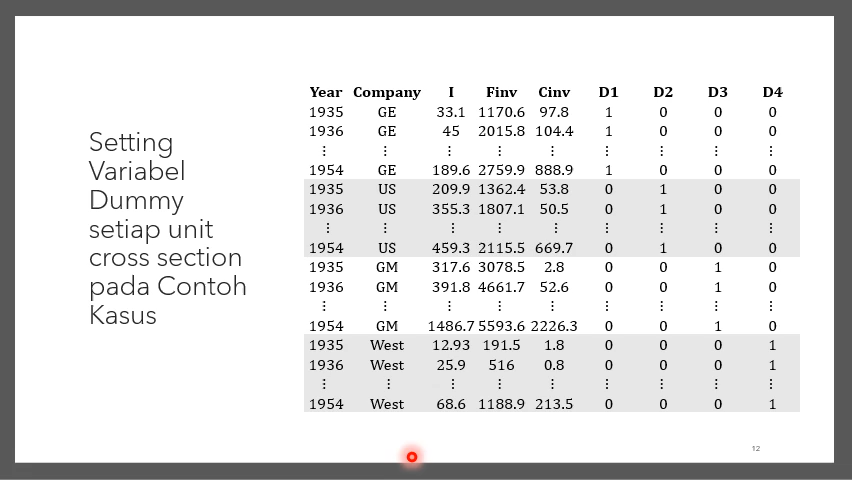 Setting
Variabel
Dummy
setiap unit
cross section
pada Contoh
Kasus
Year Company I Finv Cinv D1 D2 D3 D4
1935 GE 33.1 1170.6 97.8 1 0 0 0
1936 GE 45 2015.8 104.4 1 0 0 0
⋮ ⋮ ⋮ ⋮ ⋮ ⋮ ⋮ ⋮ ⋮
1954 GE 189.6 2759.9 888.9 1 0 0 0
1935 US 209.9 1362.4 53.8 0 1 0 0
1936 US 355.3 1807.1 50.5 0 1 0 0
⋮ ⋮ ⋮ ⋮ ⋮ ⋮ ⋮ ⋮ ⋮
1954 US 459.3 2115.5 669.7 0 1 0 0
1935 GM 317.6 3078.5 2.8 0 0 1 0
1936 GM 391.8 4661.7 52.6 0 0 1 0
⋮ ⋮ ⋮ ⋮ ⋮ ⋮ ⋮ ⋮ ⋮
1954 GM 1486.7 5593.6 2226.3 0 0 1 0
1935 West 12.93 191.5 1.8 0 0 0 1
1936 West 25.9 516 0.8 0 0 0 1
⋮ ⋮ ⋮ ⋮ ⋮ ⋮ ⋮ ⋮ ⋮
1954 West 68.6 1188.9 213.5 0 0 0 1
12